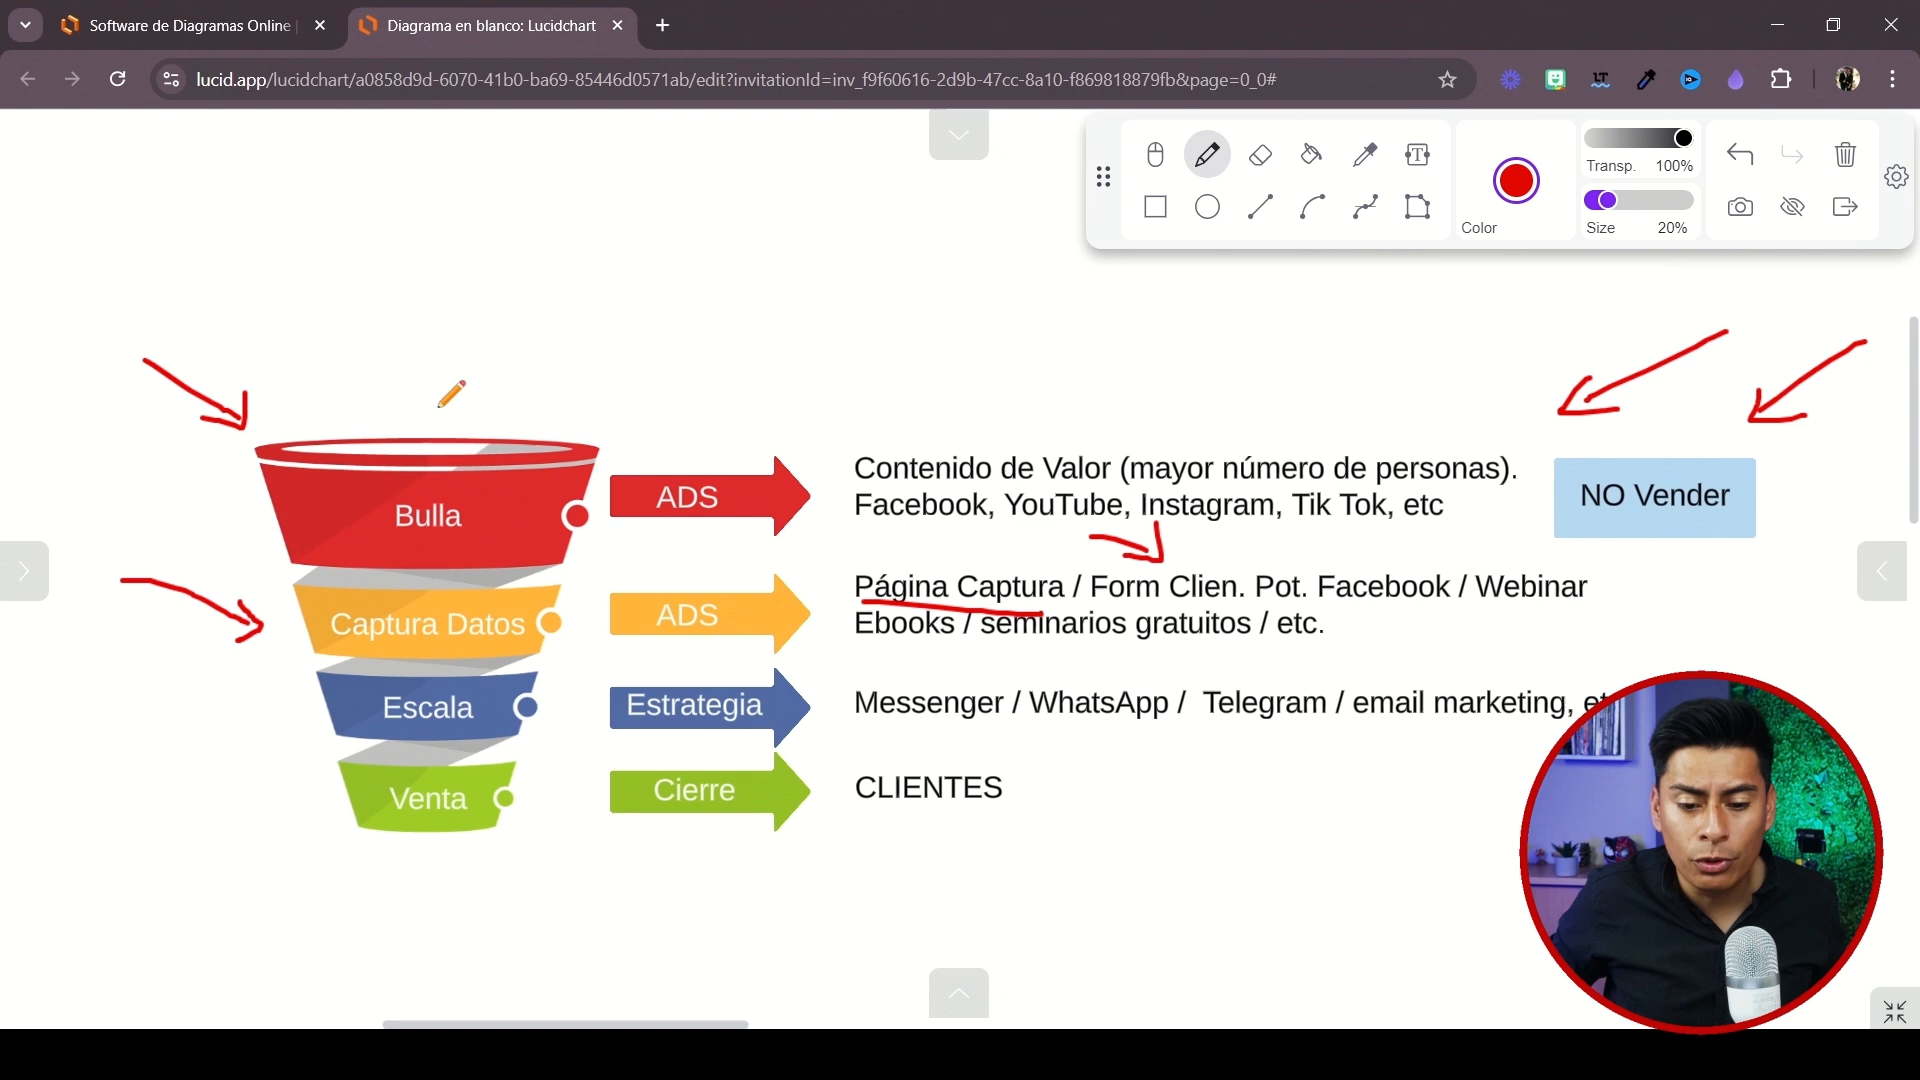 Software de Diagramas Online
Diagrama en blanco: Lucidchart
lucid.app/lucidchart/a0858d9d-6070-41b0-ba69-85446d0571ab/edit?invitationId=inv_f9f60616-2d9b-47cc-8a10-f869818879fb&page=0_0#
LT
T
Transp. 100%
Color
Size 20%
Bulla
ADS
Contenido de Valor (mayor número de personas).
Facebook, YouTube, Instagram, Tik Tok, etc
NO Vender
Captura Datos
ADS
Página Captura / Form Clien. Pot. Facebook / Webinar
Ebooks / seminarios gratuitos / etc.
Escala
Estrategia
Messenger / WhatsApp / Telegram / email marketing, et
Venta
Cierre
CLIENTES